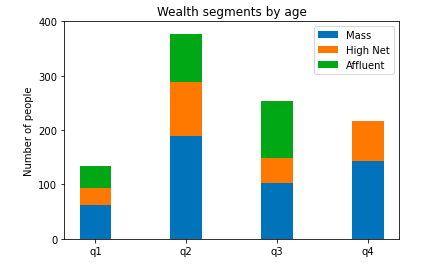 Wealth segments by age
Mass
High Net
Affluent
Number of people
400
300
200
100
0
q1 q2 q3 q4